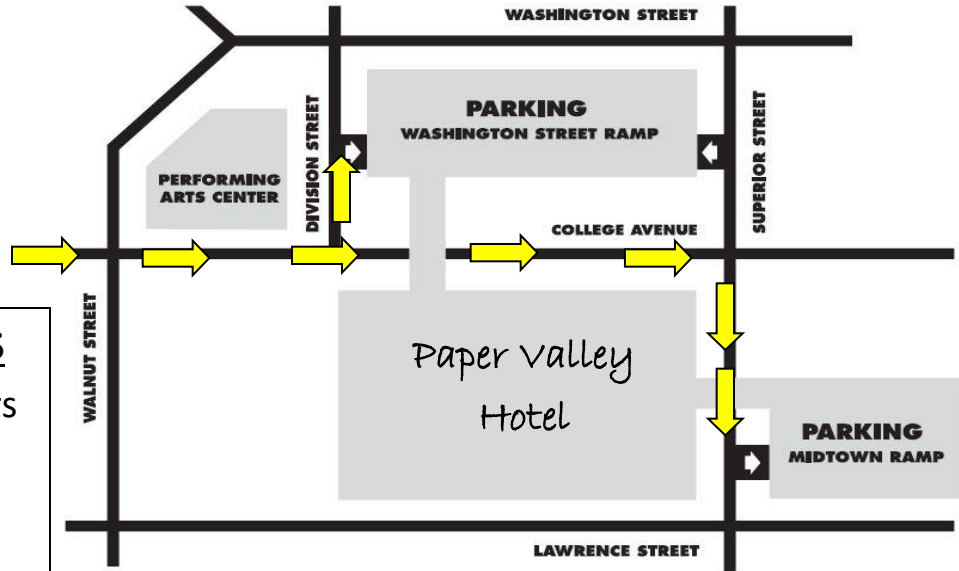 WASHINGTON STREET
PARKING
WASHINGTON STREET RAMP
DIVISION STREET
SUPERIOR STREET
PERFORMING
ARTS CENTER
COLLEGE AVENUE
WALNUT STREET
Paper Valley
Hotel
PARKING
MIDTOWN RAMP
LAWRENCE STREET